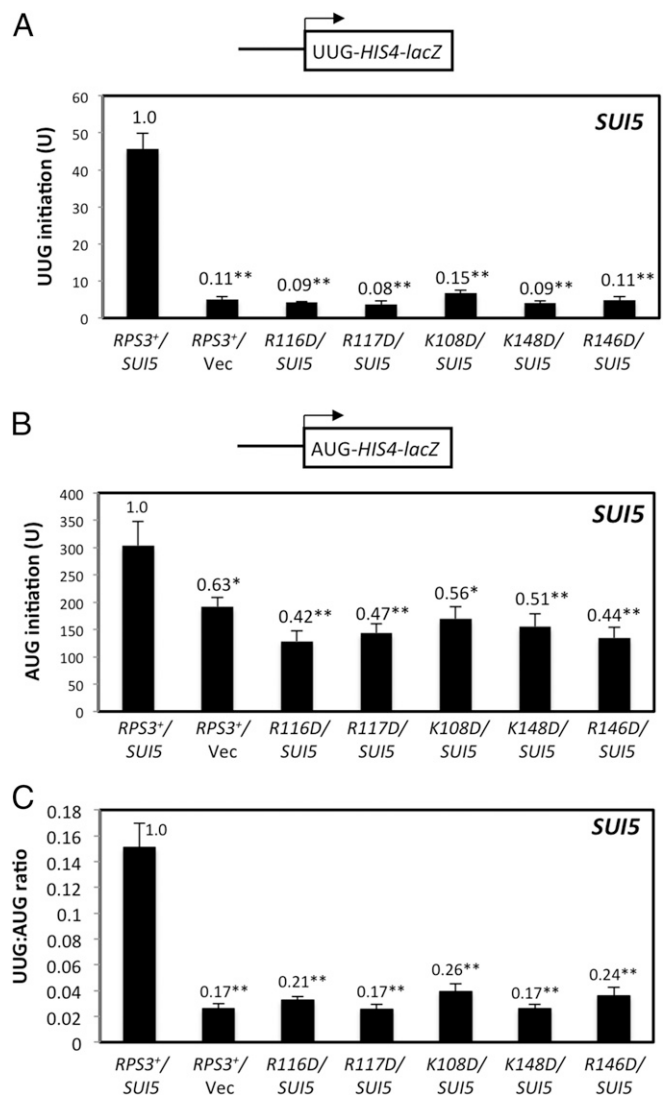 A
UUG-HIS4-lacZ
SUI5
UUG initiation (U)
60
50
40
30
20
10
0
1.0
0.11**
0.09**
0.08**
0.15**
0.09**
0.11**
RPS3+/ RPS3+/ R116D/ R117D/ K108D/ K148D/ R146D/
SUI5 Vec SUI5 SUI5 SUI5 SUI5 SUI5
B
AUG-HIS4-lacZ
SUI5
AUG initiation (U)
400
350
300
250
200
150
100
50
0
1.0
0.63*
0.42**
0.47**
0.56*
0.51**
0.44**
RPS3+/ RPS3+/ R116D/ R117D/ K108D/ K148D/ R146D/
SUI5 Vec SUI5 SUI5 SUI5 SUI5 SUI5
C
SUI5
UUG:AUG ratio
0.18
0.16
0.14
0.12
0.1
0.08
0.06
0.04
0.02
0
1.0
0.17**
0.21**
0.17**
0.26**
0.17**
0.24**
RPS3+/ RPS3+/ R116D/ R117D/ K108D/ K148D/ R146D/
SUI5 Vec SUI5 SUI5 SUI5 SUI5 SUI5